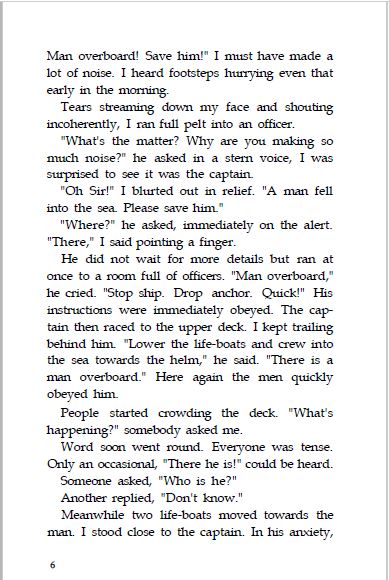 Man overboard! Save him!" I must have made a
lot of noise. I heard footsteps hurrying even that
early in the morning.
Tears streaming down my face and shouting
incoherently, I ran full pelt into an officer.
"What's the matter? Why are you making so
much noise?" he asked in a stern voice, I was
surprised to see it was the captain.
"Oh Sir!" I blurted out in relief. "A man fell
into the sea. Please save him."
"Where?" he asked, immediately on the alert.
"There," I said pointing a finger.
He did not wait for more details but ran at
once to a room full of officers. "Man overboard,"
he cried. "Stop ship. Drop anchor. Quick!" His
instructions were immediately obeyed. The cap-
tain then raced to the upper deck. I kept trailing
behind him. "Lower the life-boats and crew into
the sea towards the helm," he said. "There is a
man overboard." Here again the men quickly
obeyed him.
People started crowding the deck. "What's
happening?" somebody asked me.
Word soon went round. Everyone was tense.
Only an occasional, "There he is!" could be heard.
Someone asked, "Who is he?"
Another replied, "Don't know."
Meanwhile two life-boats moved towards the
man. I stood close to the captain. In his anxiety,
6